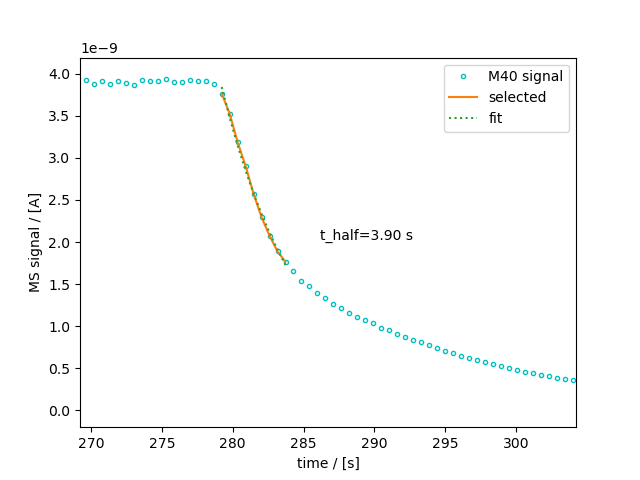 1e−9
4.0
3.5
3.0
2.5
2.0
1.5
1.0
0.5
0.0
MS signal / [A]
M40 signal
selected
fit
t_half=3.90 s
270 275 280 285 290 295 300
time / [s]